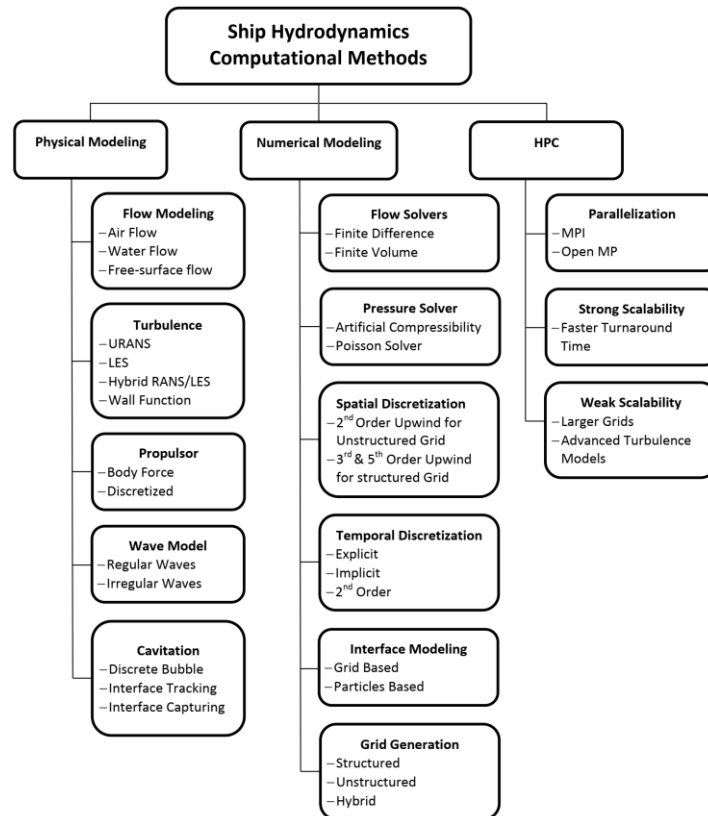 Ship Hydrodynamics
Computational Methods
Physical Modeling
Flow Modeling
–Air Flow
–Water Flow
–Free-surface flow
Turbulence
–URANS
–LES
–Hybrid RANS/LES
–Wall Function
Propulsor
–Body Force
–Discretized
Wave Model
–Regular Waves
–Irregular Waves
Cavitation
–Discrete Bubble
–Interface Tracking
–Interface Capturing
Numerical Modeling
Flow Solvers
–Finite Difference
–Finite Volume
Pressure Solver
–Artificial Compressibility
–Poisson Solver
Spatial Discretization
–2nd Order Upwind for
Unstructured Grid
–3rd & 5th Order Upwind
for structured Grid
Temporal Discretization
–Explicit
–Implicit
–2nd Order
Interface Modeling
–Grid Based
–Particles Based
Grid Generation
–Structured
–Unstructured
–Hybrid
HPC
Parallelization
–MPI
–Open MP
Strong Scalability
–Faster Turnaround
Time
Weak Scalability
–Larger Grids
–Advanced Turbulence
Models